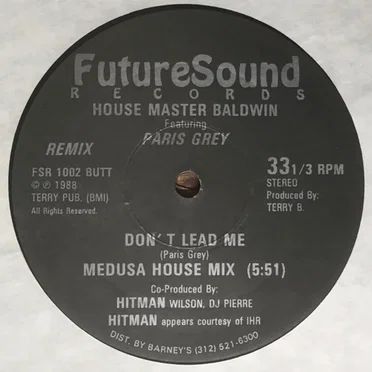 FutureSound
RECORDS
HOUSE MASTER BALDWIN
Featuring
PARIS GREY
REMIX
FSR 1002 BUTT
© ℗ 1988
TERRY PUB. (BMI)
All Rights Reserved.
33 1/3 RPM
STEREO
Produced By:
TERRY B.
DON'T LEAD ME
(Paris Grey)
MEDUSA HOUSE MIX (5:51)
Co-Produced By:
HITMAN WILSON, DJ PIERRE
HITMAN appears courtesy of IHR
DIST. BY BARNEY'S (312) 521-6300